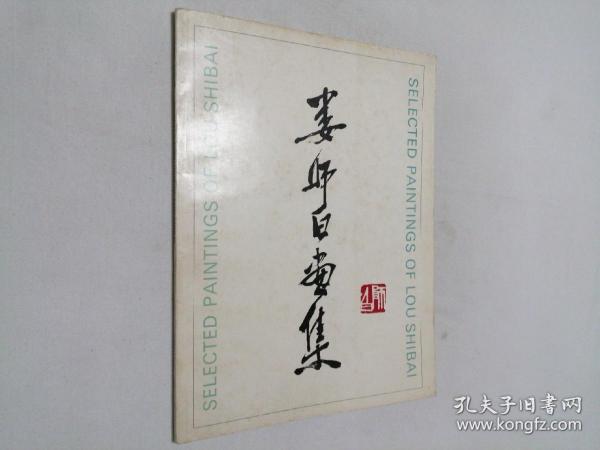 SELECTED PAINTINGS OF LOU SHIBAI
娄师白画集
SELECTED PAINTINGS OF LOU SHIBAI
孔夫子旧書网
www.kongfz.com